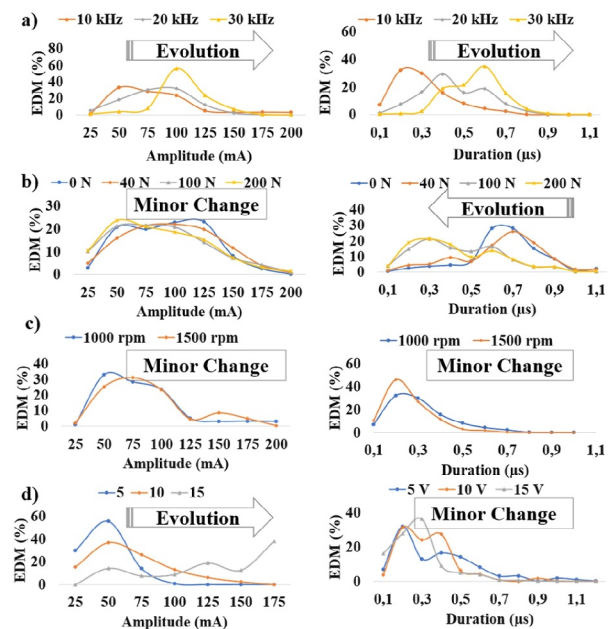 a)
10 kHz 20 kHz 30 kHz
Evolution
EDM (%)
80
60
40
20
0
25 50 75 100 125 150 175 200
Amplitude (mA)
10 kHz 20 kHz 30 kHz
Evolution
EDM (%)
60
40
20
0
0,1 0,3 0,5 0,7 0,9 1,1
Duration (µs)
b)
0 N 40 N 100 N 200 N
Minor Change
EDM (%)
30
20
10
0
25 50 75 100 125 150 175 200
Amplitude (mA)
0 N 40 N 100 N 200 N
Evolution
EDM (%)
40
30
20
10
0
0,1 0,3 0,5 0,7 0,9 1,1
Duration (µs)
c)
1000 rpm 1500 rpm
Minor Change
EDM (%)
40
30
20
10
0
25 50 75 100 125 150 175 200
Amplitude (mA)
1000 rpm 1500 rpm
Minor Change
EDM (%)
60
40
20
0
0,1 0,3 0,5 0,7 0,9 1,1
Duration (µs)
d)
5 10 15
Evolution
EDM (%)
60
40
20
0
25 50 75 100 125 150 175
Amplitude (mA)
5 V 10 V 15 V
Minor Change
EDM (%)
40
20
0
0,1 0,3 0,5 0,7 0,9 1,1
Duration (µs)